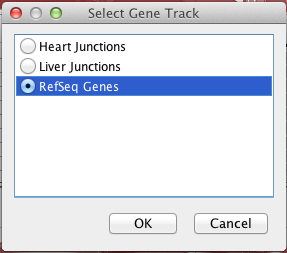 Select Gene Track
Heart Junctions
Liver Junctions
RefSeq Genes
OK Cancel